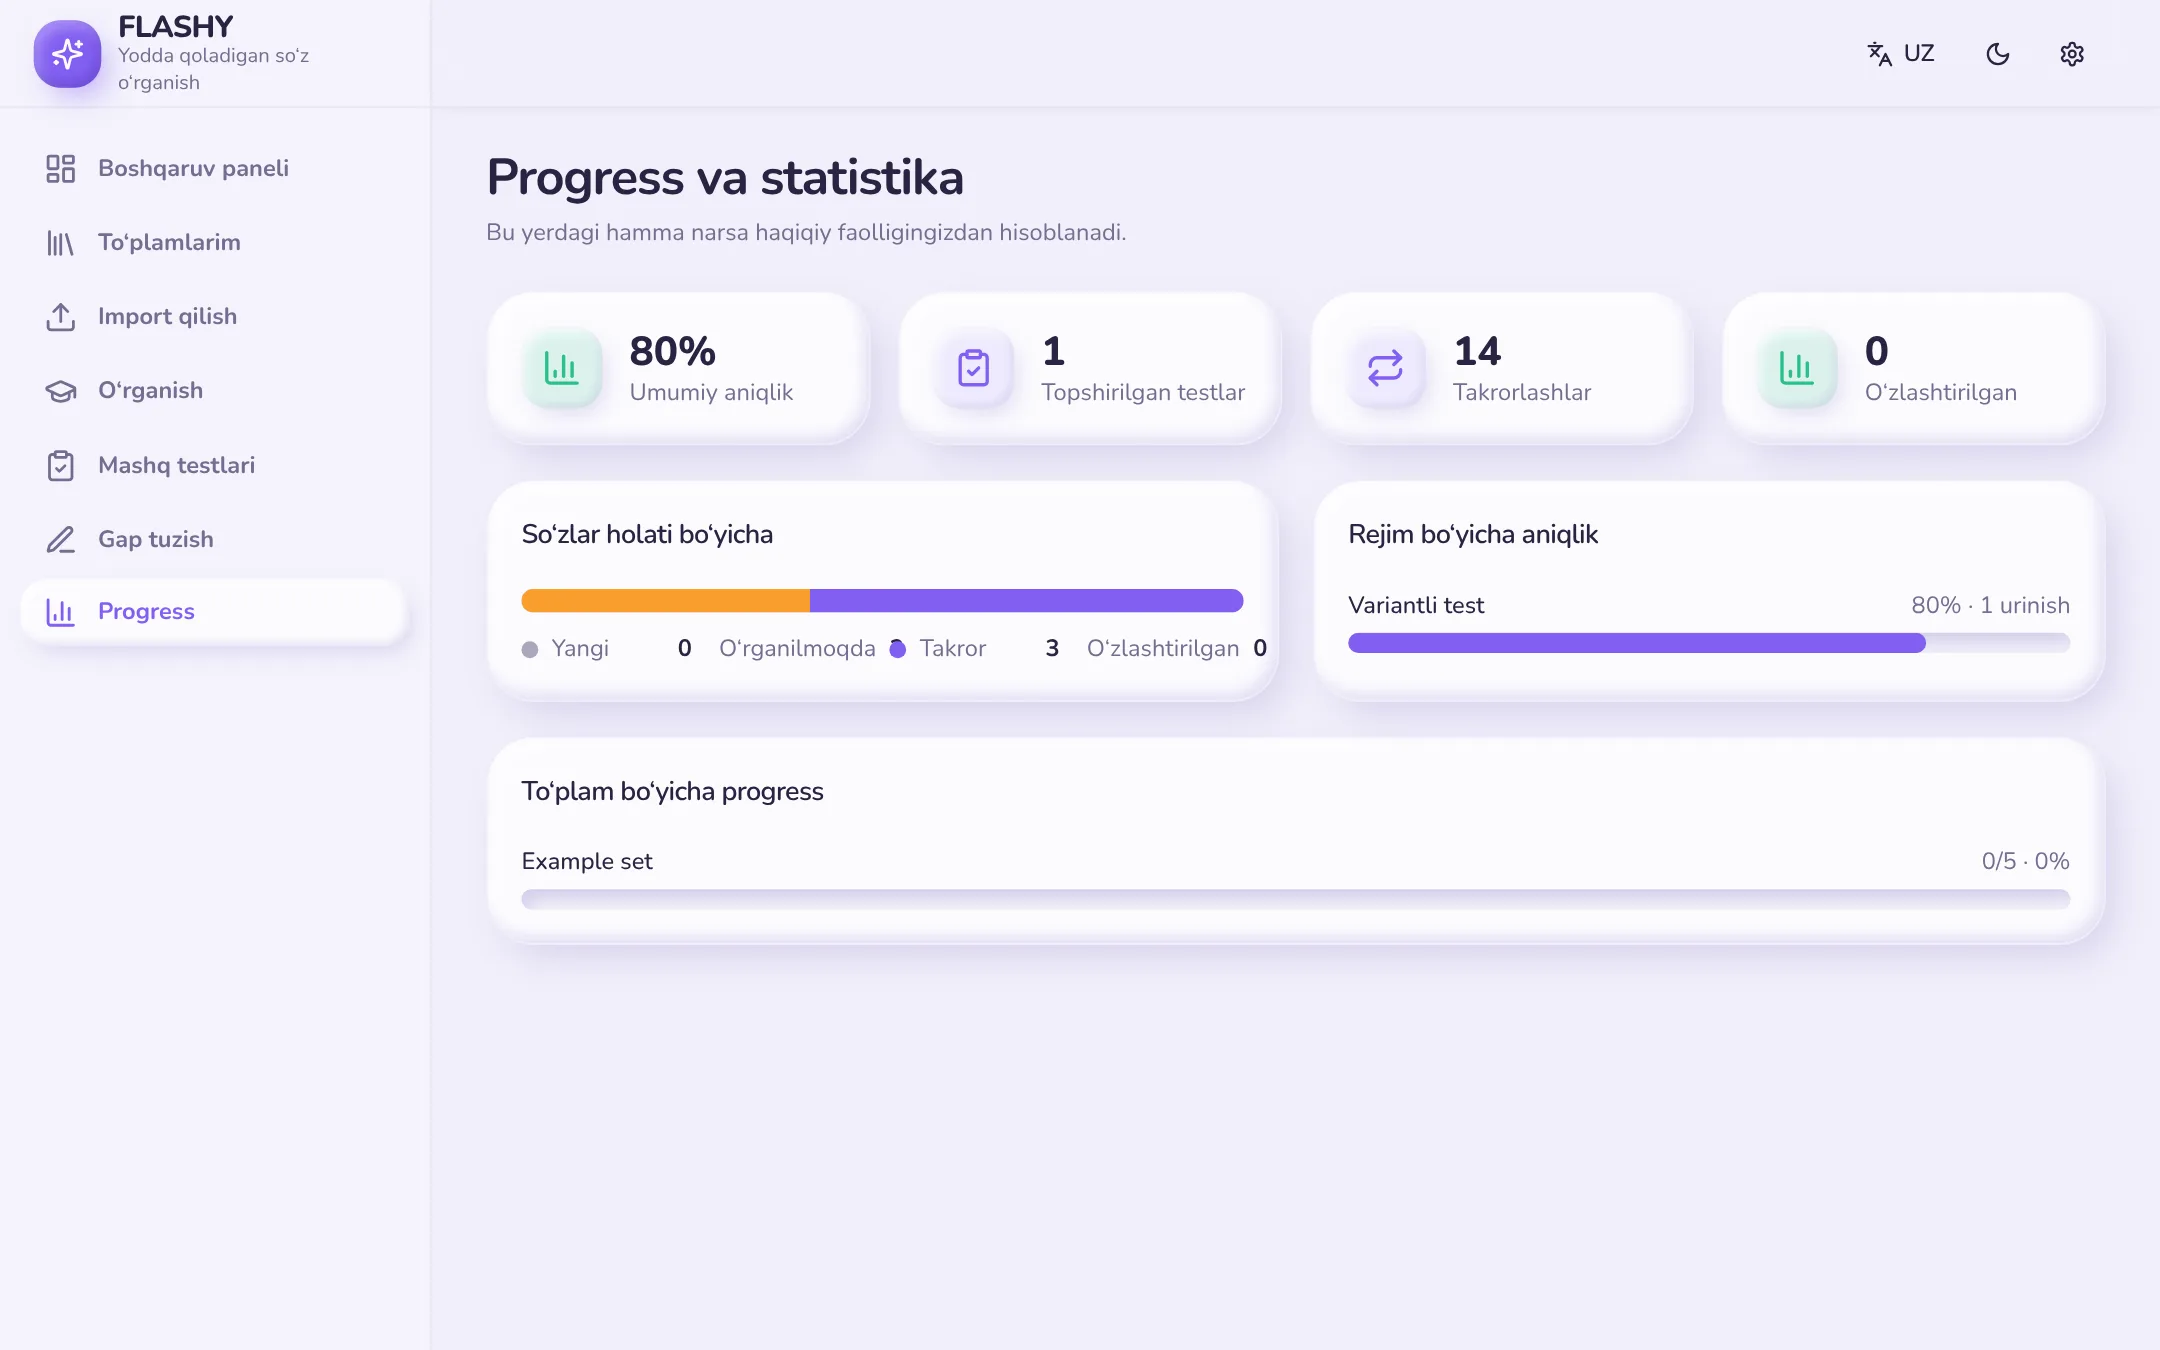 FLASHY
Yodda qoladigan so‘z
o‘rganish
UZ
Boshqaruv paneli
To‘plamlarim
Import qilish
O‘rganish
Mashq testlari
Gap tuzish
Progress
Progress va statistika
Bu yerdagi hamma narsa haqiqiy faolligingizdan hisoblanadi.
80%
Umumiy aniqlik
1
Topshirilgan testlar
14
Takrorlashlar
0
O‘zlashtirilgan
So‘zlar holati bo‘yicha
Yangi 0 O‘rganilmoqda Takror 3 O‘zlashtirilgan 0
Rejim bo‘yicha aniqlik
Variantli test 80% · 1 urinish
To‘plam bo‘yicha progress
Example set 0/5 · 0%